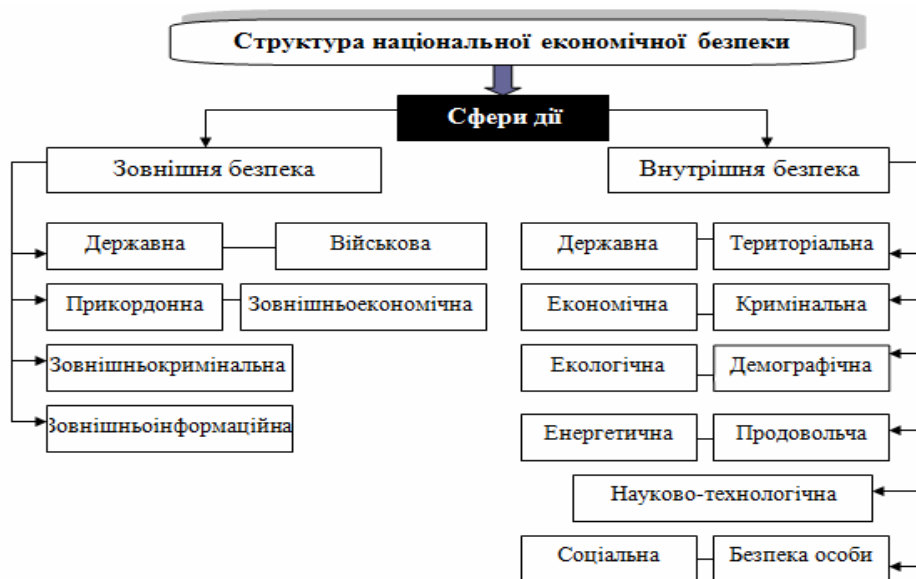 Структура національної економічної безпеки
Сфери дії
Зовнішня безпека
Внутрішня безпека
Державна
Військова
Прикордонна
Зовнішньоекономічна
Зовнішньокримінальна
Зовнішньоінформаційна
Державна
Територіальна
Економічна
Кримінальна
Екологічна
Демографічна
Енергетична
Продовольча
Науково-технологічна
Соціальна
Безпека особи